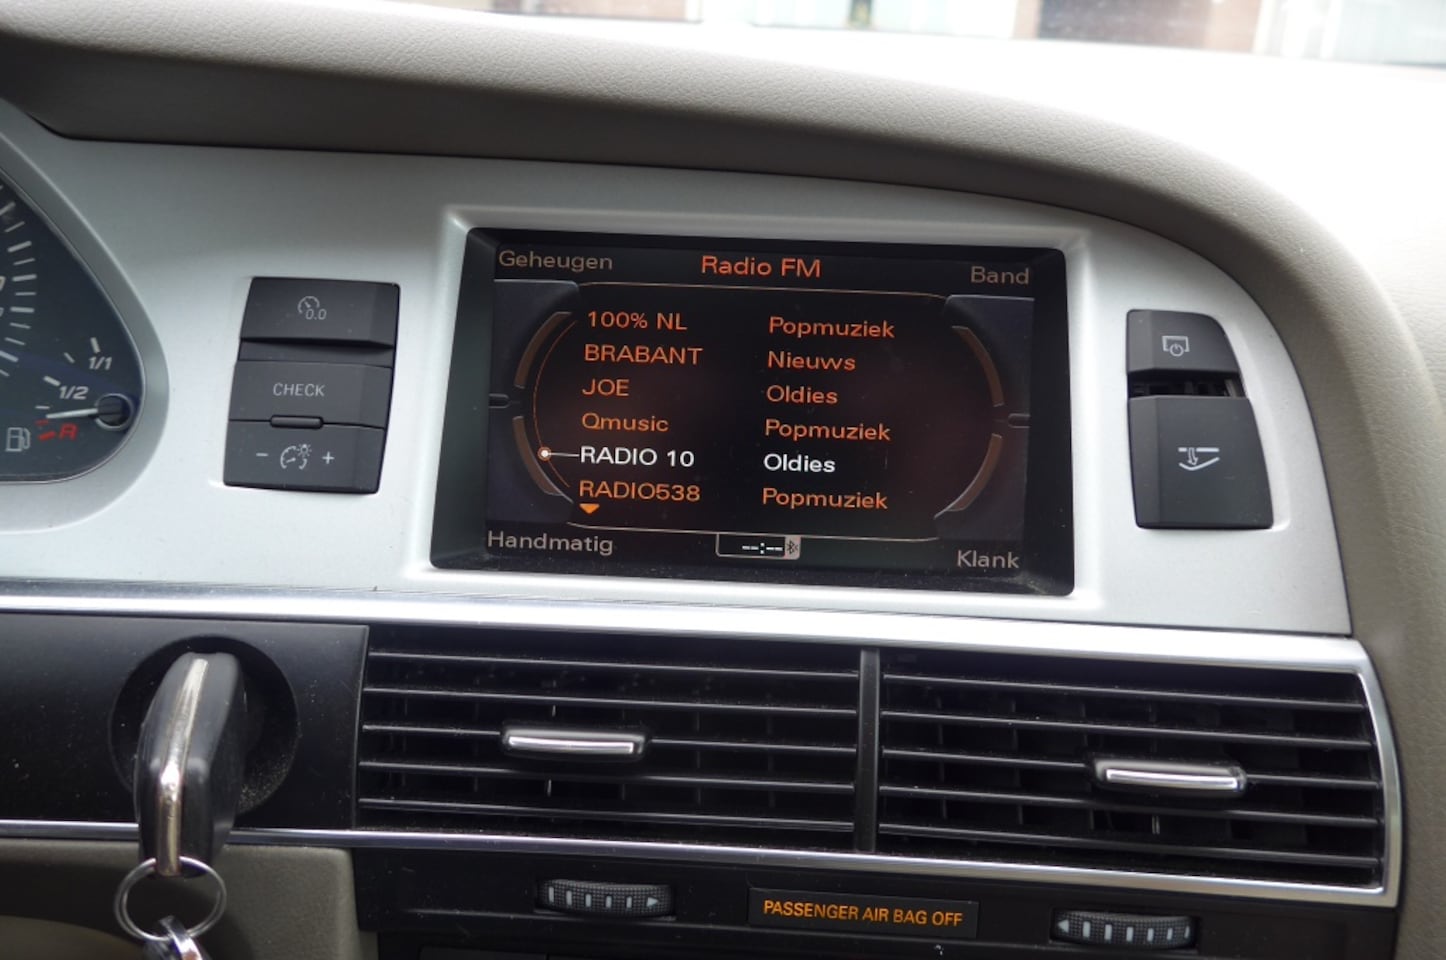 Geheugen Radio FM Band
100% NL Popmuziek
BRABANT Nieuws
JOE Oldies
Qmusic Popmuziek
RADIO 10 Oldies
RADIO538 Popmuziek
Handmatig --:-- Klank
0.0
CHECK
- +
1/1
1/2
R
PASSENGER AIR BAG OFF